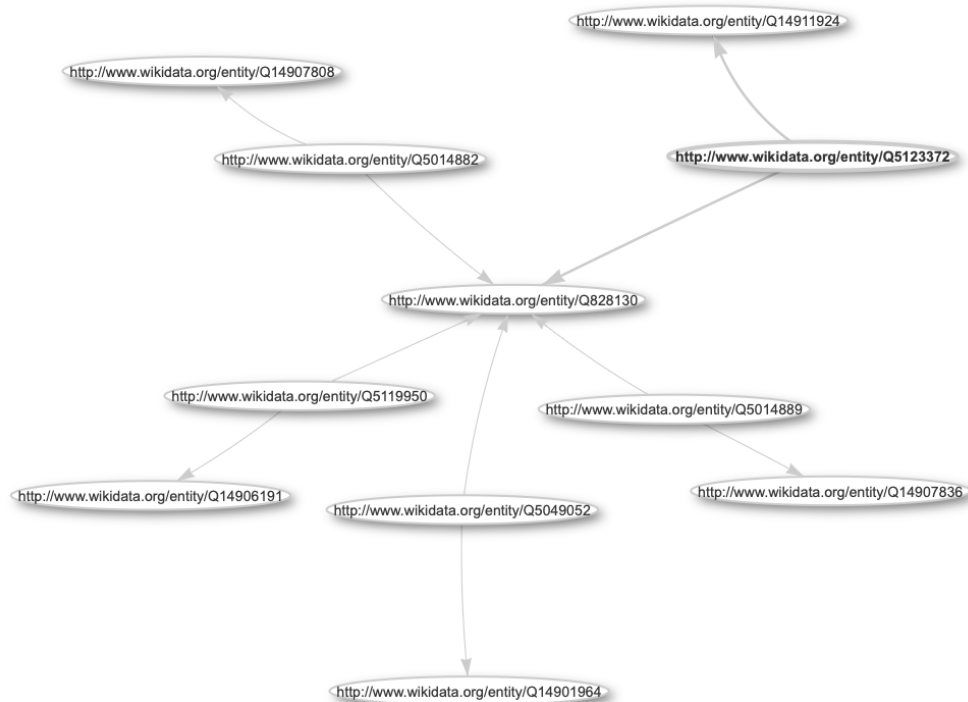 http://www.wikidata.org/entity/Q14911924
http://www.wikidata.org/entity/Q14907808
http://www.wikidata.org/entity/Q5014882
http://www.wikidata.org/entity/Q5123372
http://www.wikidata.org/entity/Q828130
http://www.wikidata.org/entity/Q5119950
http://www.wikidata.org/entity/Q5014889
http://www.wikidata.org/entity/Q14906191
http://www.wikidata.org/entity/Q14907836
http://www.wikidata.org/entity/Q5049052
http://www.wikidata.org/entity/Q14901964